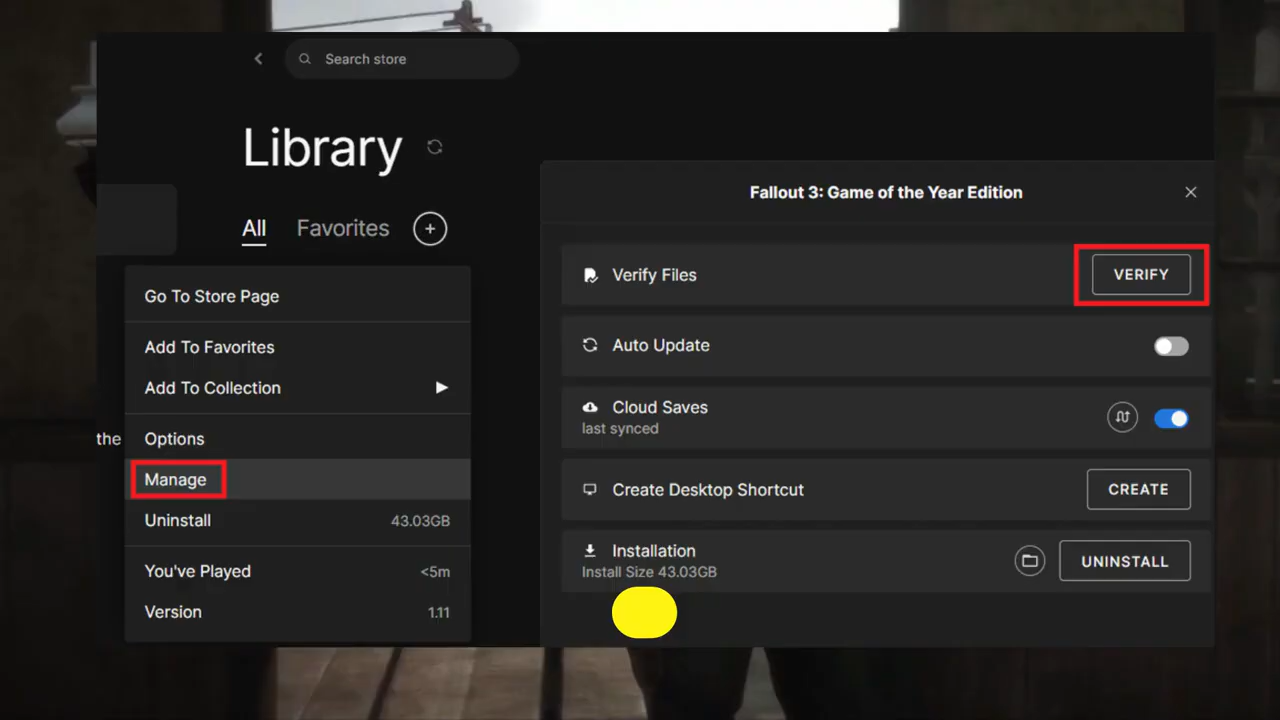 Search store
Library
All Favorites
Go To Store Page
Add To Favorites
Add To Collection
the
Options
Manage
Uninstall 43.03GB
You've Played <5m
Version 1.11
Fallout 3: Game of the Year Edition
Verify Files VERIFY
Auto Update
Cloud Saves
last synced
Create Desktop Shortcut CREATE
Installation
Install Size 43.03GB
UNINSTALL